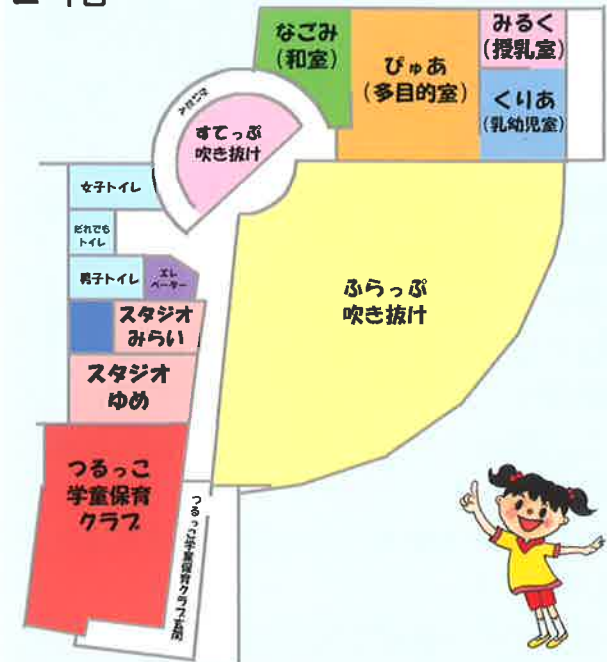 なごみ
(和室)
ぴゅあ
(多目的室)
みるく
(授乳室)
くりあ
(乳幼児室)
すてっぷ
吹き抜け
女子トイレ
だれでも
トイレ
男子トイレ
エレ
ベーター
スタジオ
みらい
スタジオ
ゆめ
ふらっぷ
吹き抜け
つるっこ
学童保育
クラブ
つるっこ学童保育クラブ玄関